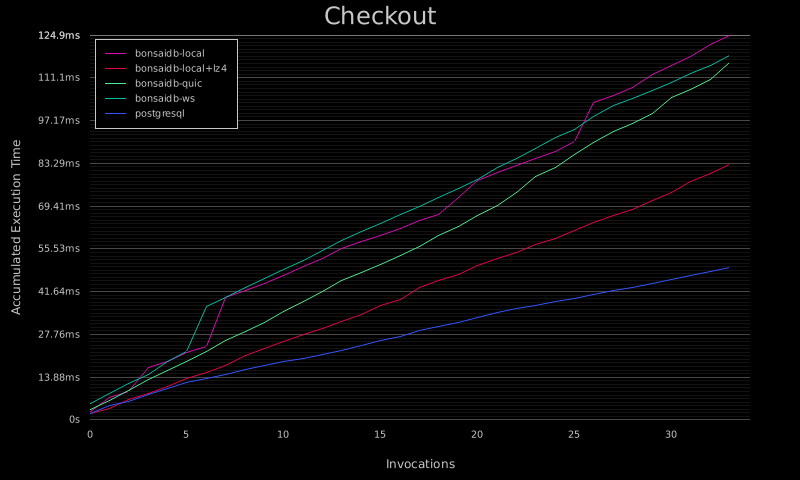 Checkout
124.9ms
111.1ms
97.17ms
83.29ms
69.41ms
55.53ms
41.64ms
27.76ms
13.88ms
0s
Accumulated Execution Time
bonsaidb-local
bonsaidb-local+lz4
bonsaidb-quic
bonsaidb-ws
postgresql
0 5 10 15 20 25 30
Invocations